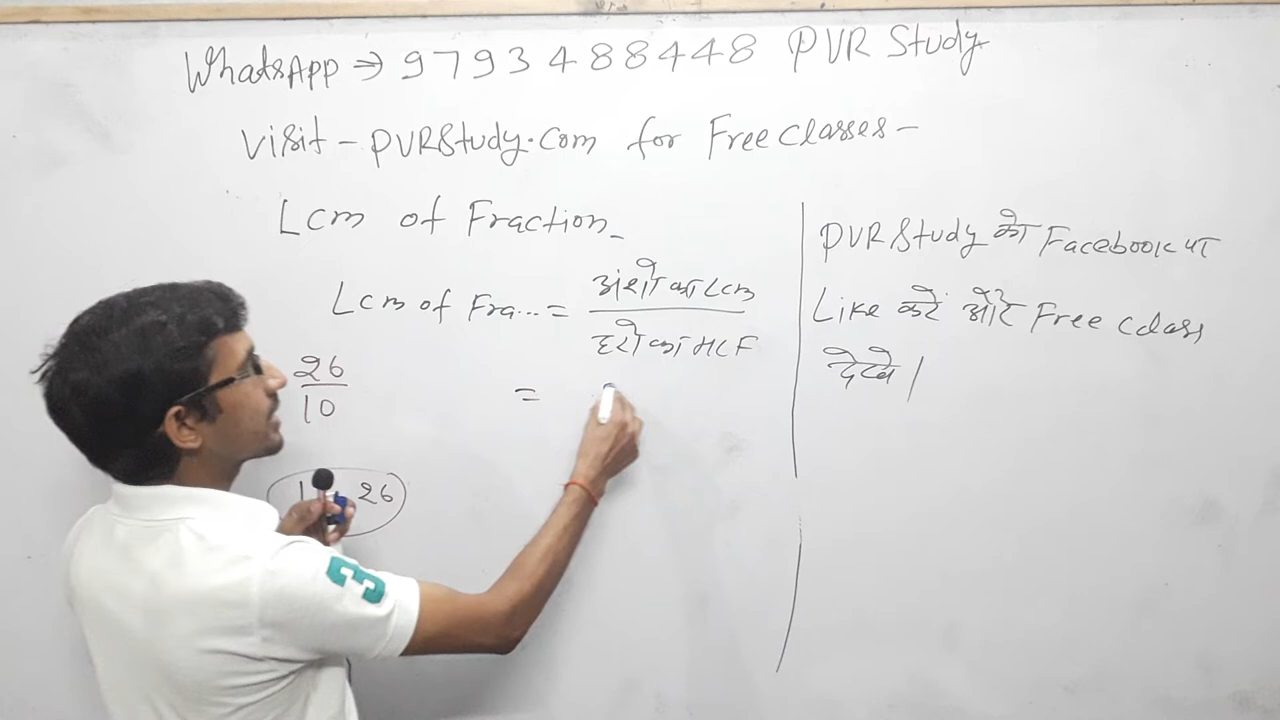 WhatsApp ⇒ 9793488448 PVR Study
Visit - PVRStudy.com for Free Classes -
Lcm of Fraction -
Lcm of Fra... = अंशो का Lcm
हरो का HCF
26
10
=
26
PVRStudy को Facebook पर
Like करे और Free Class
देखे।
3